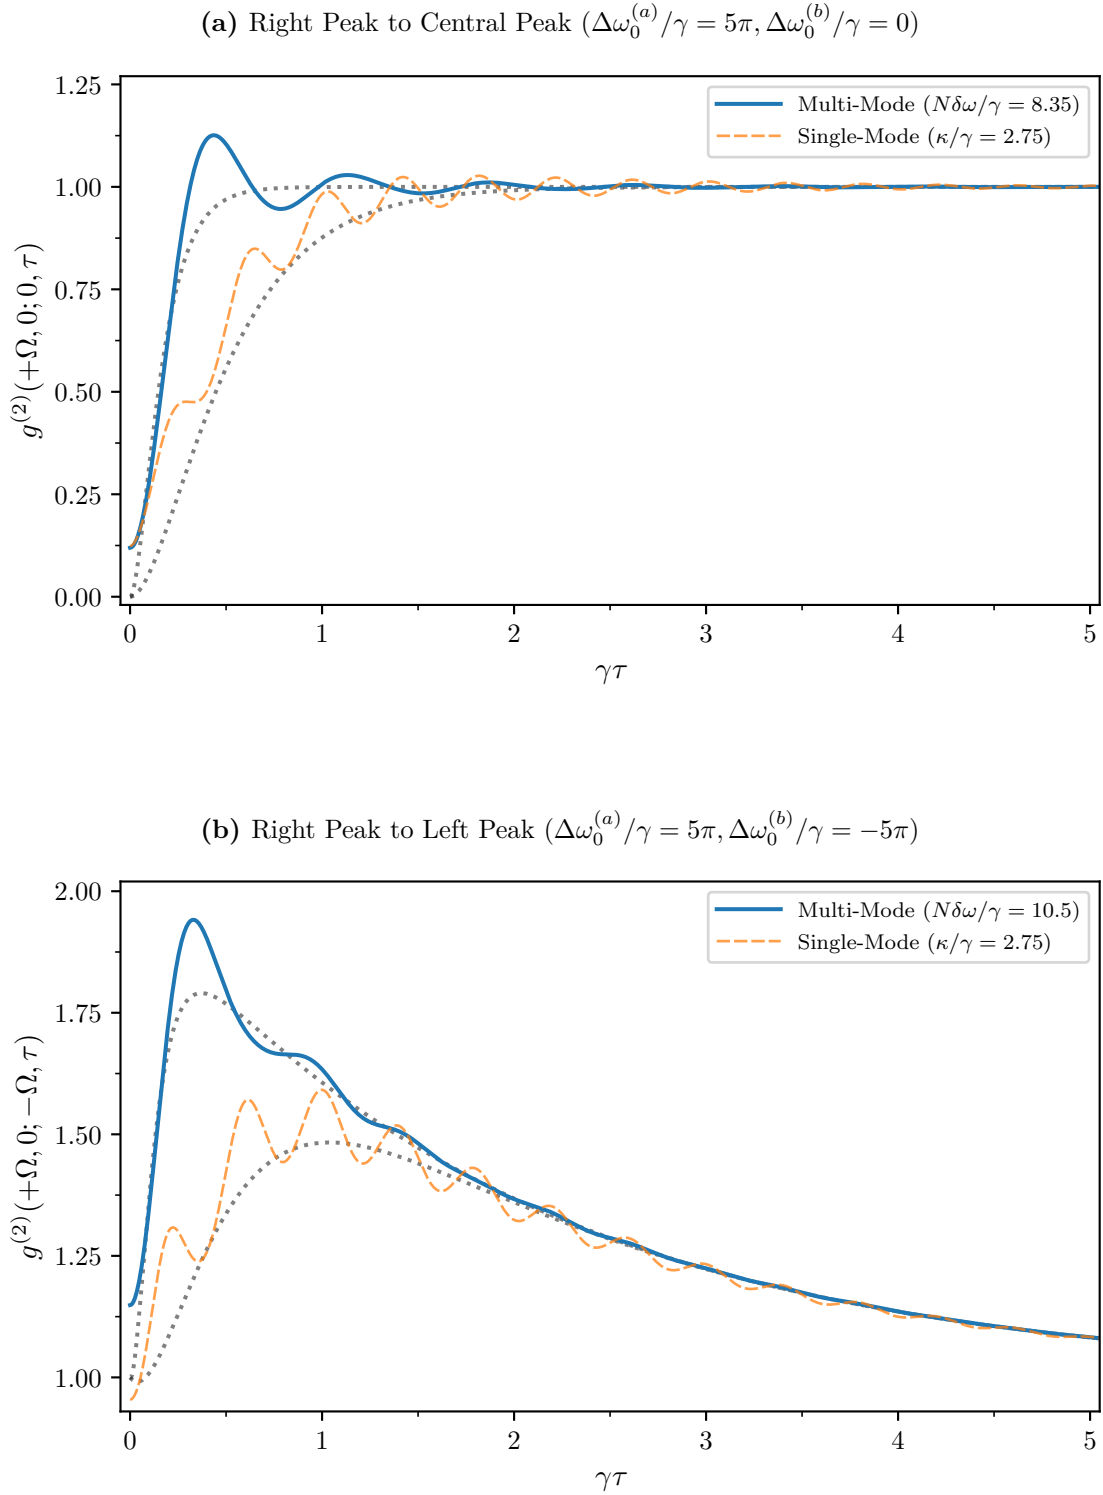 (a) Right Peak to Central Peak (Δω₀⁽ᵃ⁾/γ = 5π, Δω₀⁽ᵇ⁾/γ = 0)
1.25
1.00
0.75
0.50
0.25
0.00
g⁽²⁾(+Ω, 0; 0, τ)
Multi-Mode (Nδω/γ = 8.35)
Single-Mode (κ/γ = 2.75)
0 1 2 3 4 5
γτ
(b) Right Peak to Left Peak (Δω₀⁽ᵃ⁾/γ = 5π, Δω₀⁽ᵇ⁾/γ = −5π)
2.00
1.75
1.50
1.25
1.00
g⁽²⁾(+Ω, 0; −Ω, τ)
Multi-Mode (Nδω/γ = 10.5)
Single-Mode (κ/γ = 2.75)
0 1 2 3 4 5
γτ